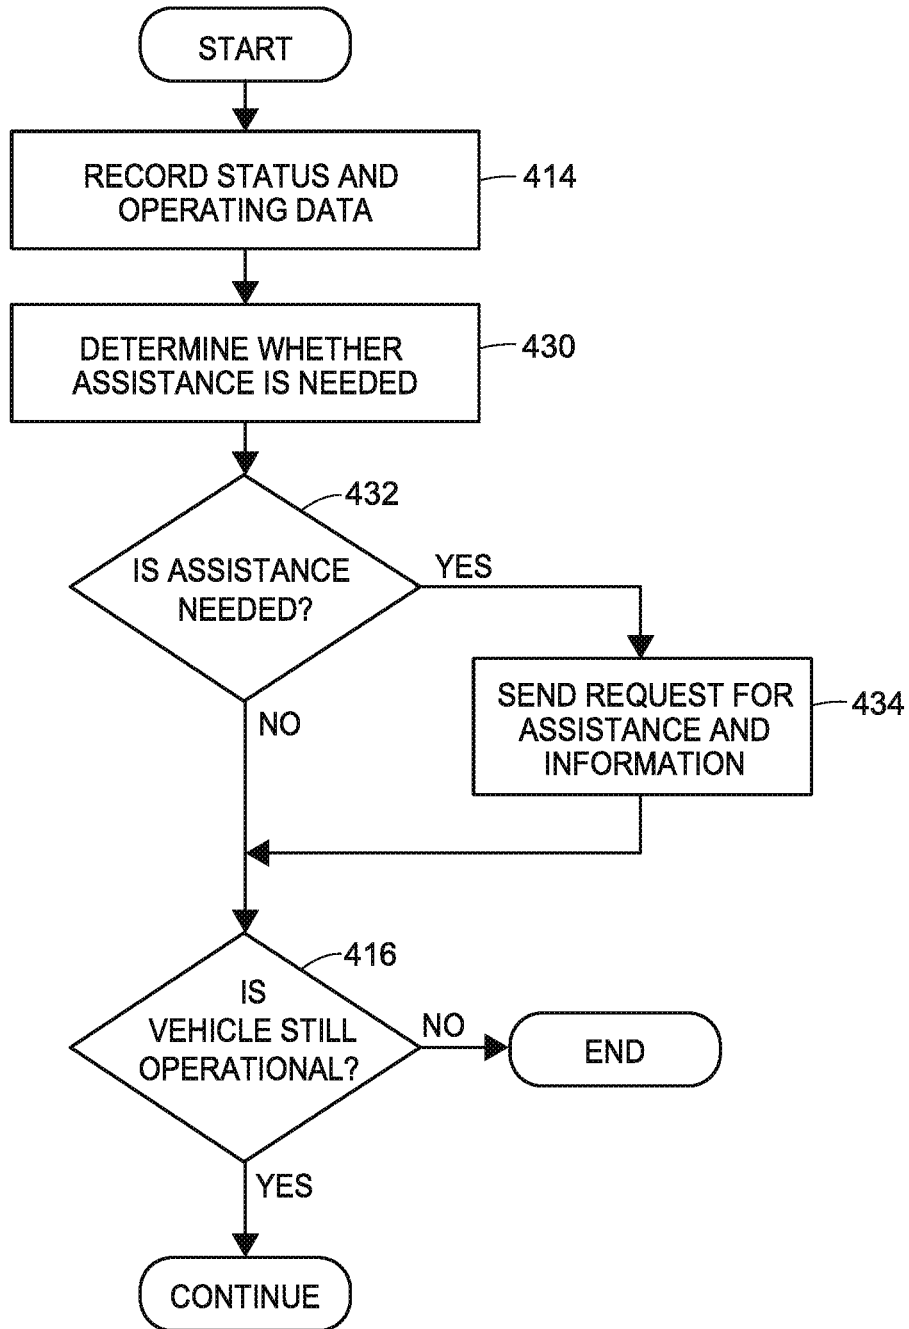 START
RECORD STATUS AND
OPERATING DATA
414
DETERMINE WHETHER
ASSISTANCE IS NEEDED
430
432
IS ASSISTANCE
NEEDED?
YES
NO
SEND REQUEST FOR
ASSISTANCE AND
INFORMATION
434
416
IS
VEHICLE STILL
OPERATIONAL?
NO
END
YES
CONTINUE